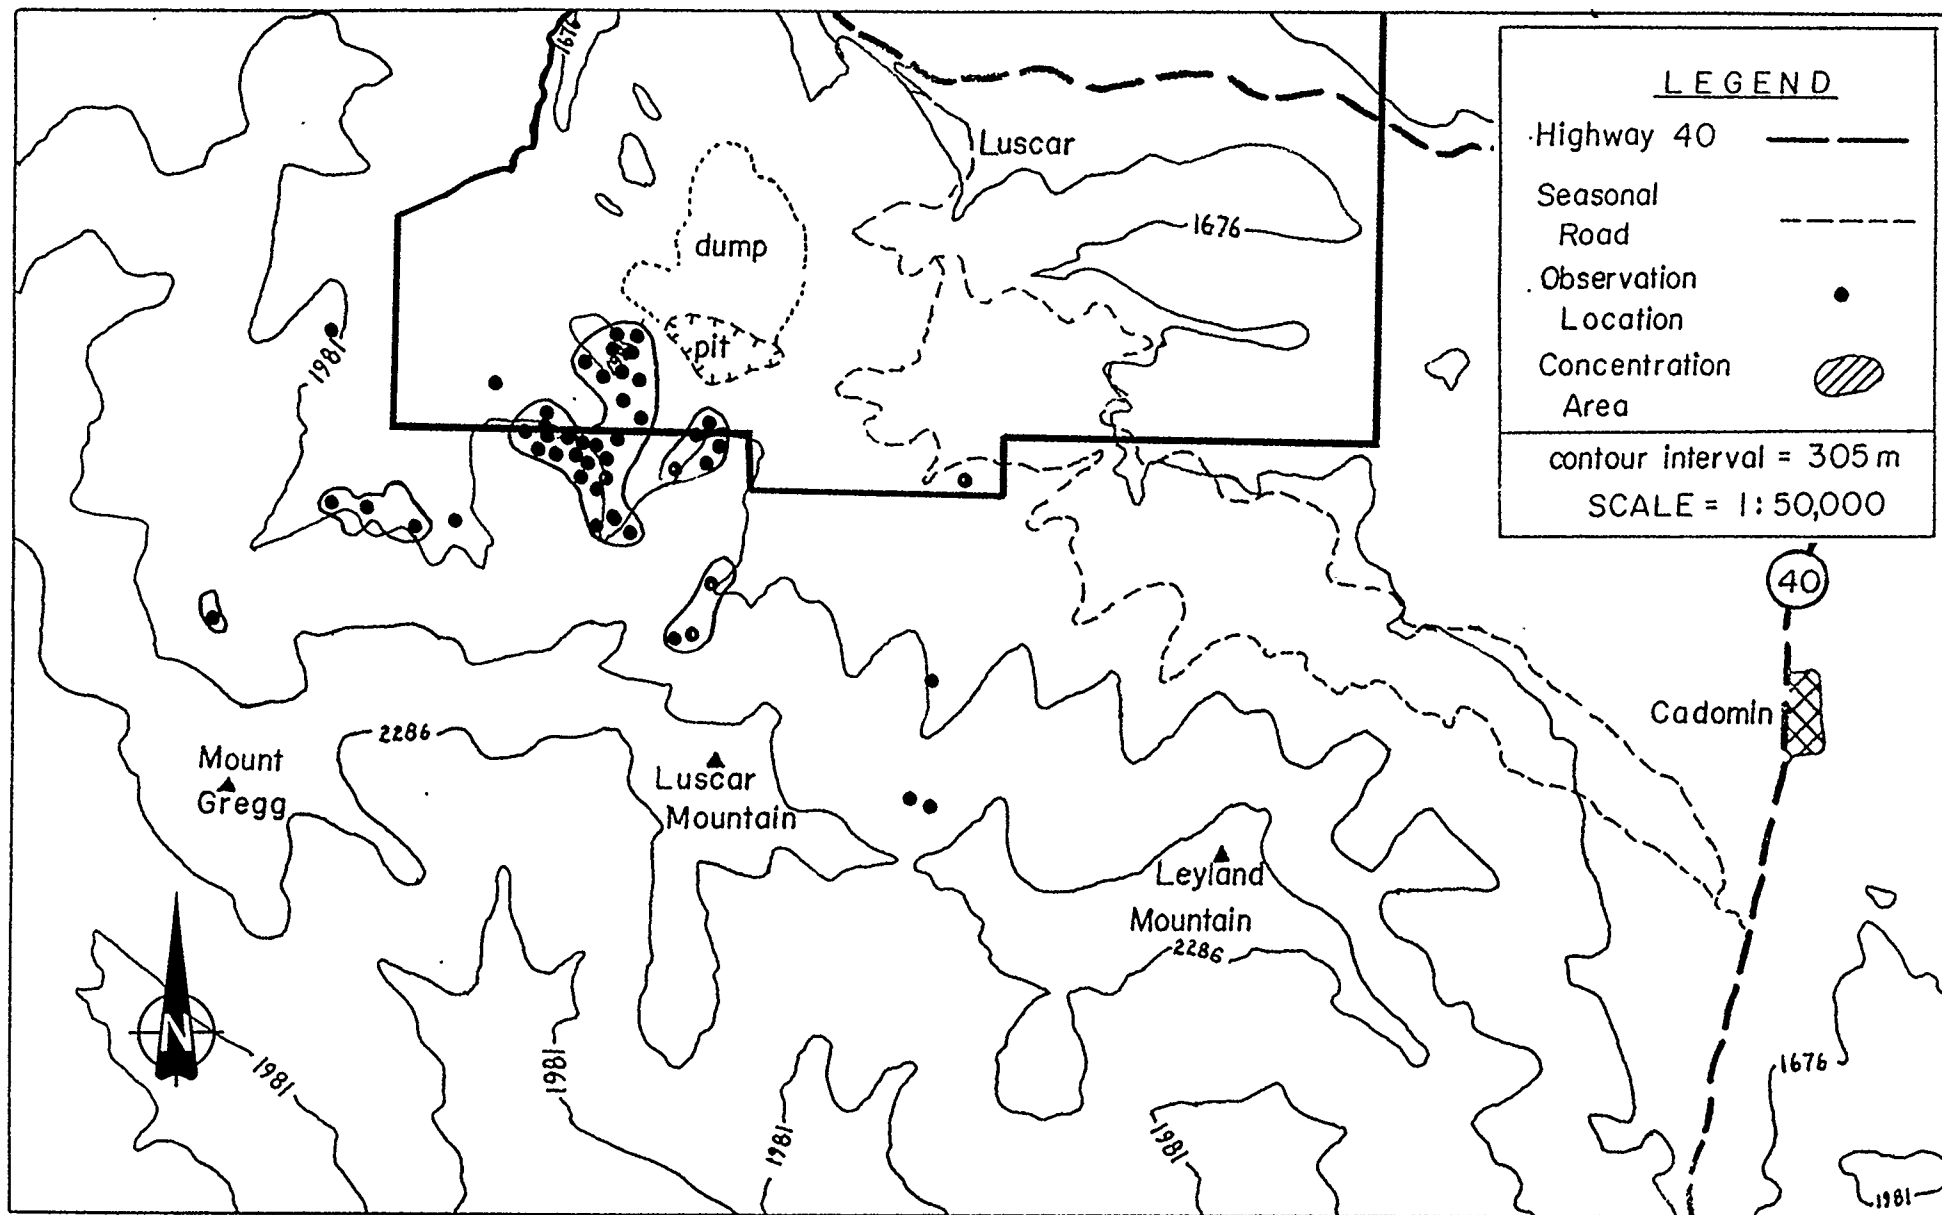 LEGEND
Highway 40
Seasonal
Road
Observation
Location
Concentration
Area
contour interval = 305 m
SCALE = 1:50,000
1676
Luscar
1676
dump
pit
1981
40
Cadomin
2286
Mount
Gregg
Luscar
Mountain
Leyland
Mountain
2286
N
1981
1981
1981
1981
1676
1981